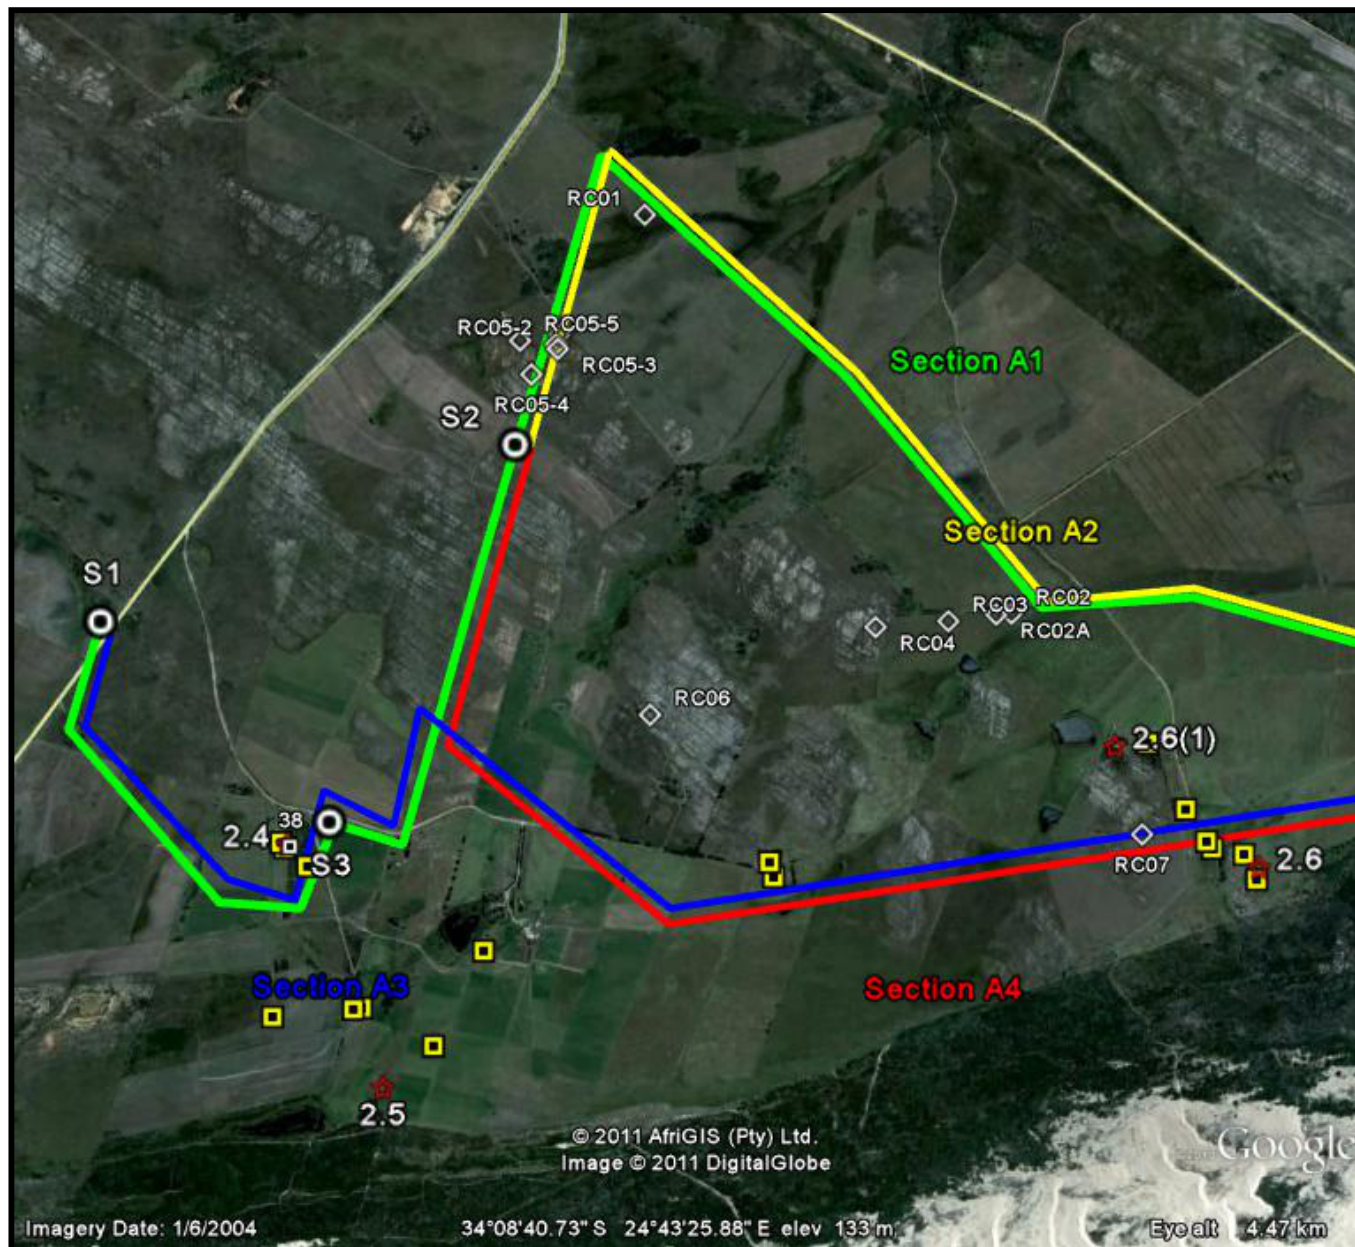 RC01
RC05-2
RC05-5
RC05-3
RC05-4
Section A1
S2
Section A2
S1
RC03
RC02
RC04
RC02A
RC06
2.6(1)
38
2.4
S3
RC07
2.6
Section A3
Section A4
2.5
© 2011 AfriGIS (Pty) Ltd.
Image © 2011 DigitalGlobe
Google
Imagery Date: 1/6/2004
34°08'40.73" S 24°43'25.88" E elev 133 m
Eye alt 4.47 km